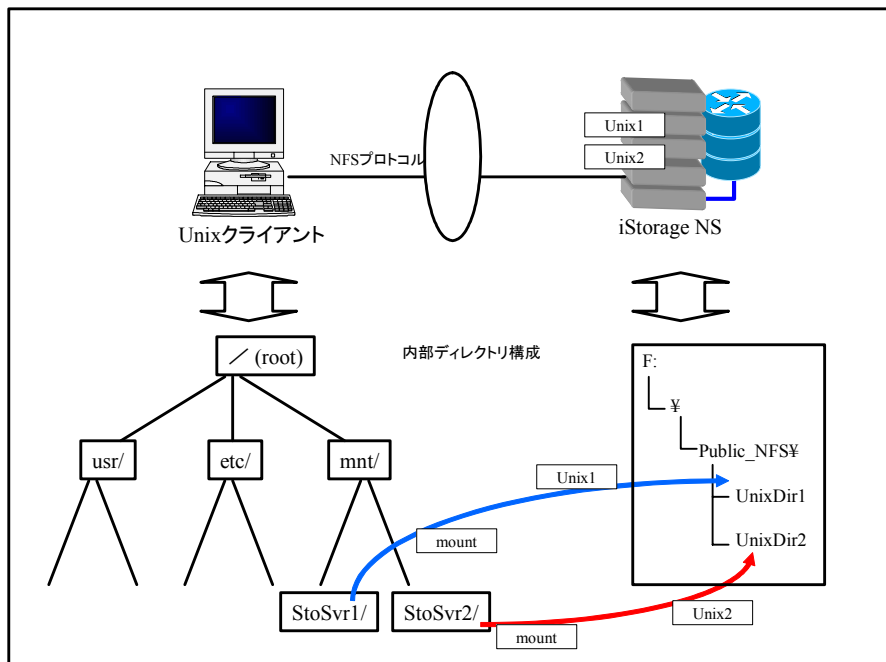 Unix1
NFSプロトコル
Unix2
Unixクライアント
iStorage NS
／ (root)
内部ディレクトリ構成
F:
¥
usr/
etc/
mnt/
Public_NFS¥
Unix1
UnixDir1
mount
UnixDir2
StoSvr1/
StoSvr2/
Unix2
mount